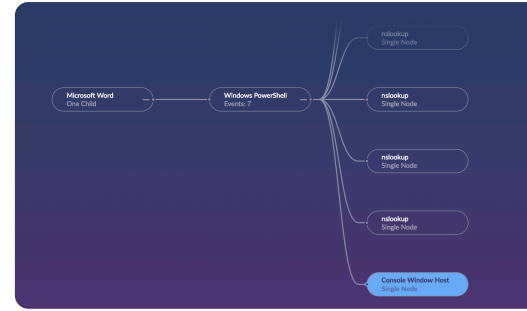 nslookup
Single Node
Microsoft Word
One Child
Windows PowerShell
Events: 7
nslookup
Single Node
nslookup
Single Node
nslookup
Single Node
Console Window Host
Single Node